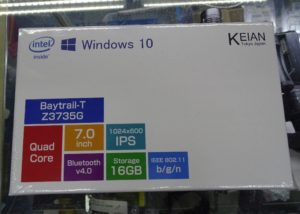 intel
inside
Windows 10
KEIAN
Tokyo Japan
Baytrail-T
Z3735G
Quad
Core
7.0
inch
1024x600
IPS
Bluetooth
v4.0
Storage
16GB
IEEE 802.11
b/g/n